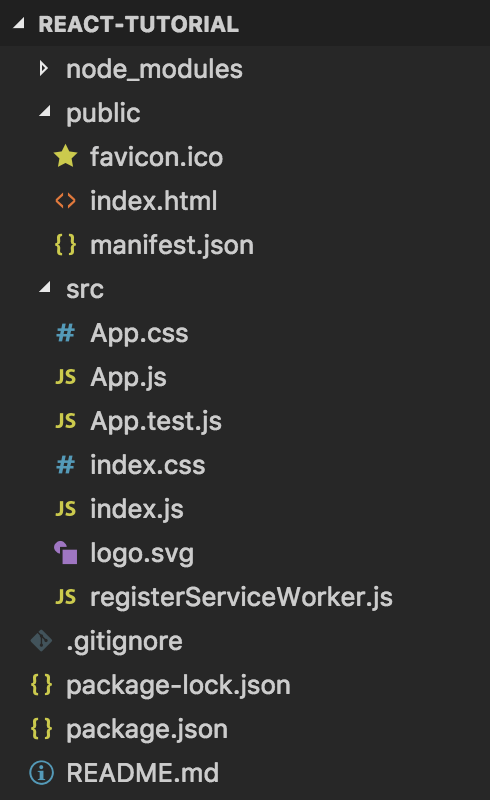 REACT-TUTORIAL
node_modules
public
favicon.ico
<> index.html
{} manifest.json
src
# App.css
JS App.js
JS App.test.js
# index.css
JS index.js
logo.svg
JS registerServiceWorker.js
.gitignore
{} package-lock.json
{} package.json
README.md